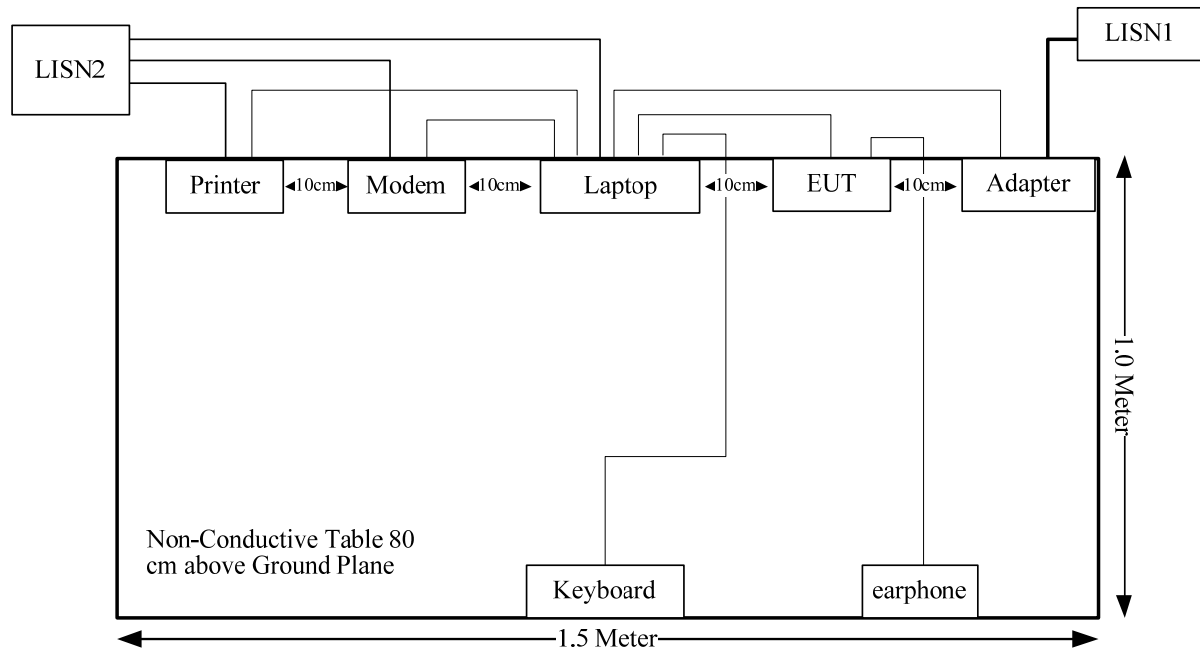 LISN1
LISN2
Printer
10cm
Modem
10cm
Laptop
10cm
EUT
10cm
Adapter
1.0 Meter
Non-Conductive Table 80
cm above Ground Plane
Keyboard
earphone
1.5 Meter